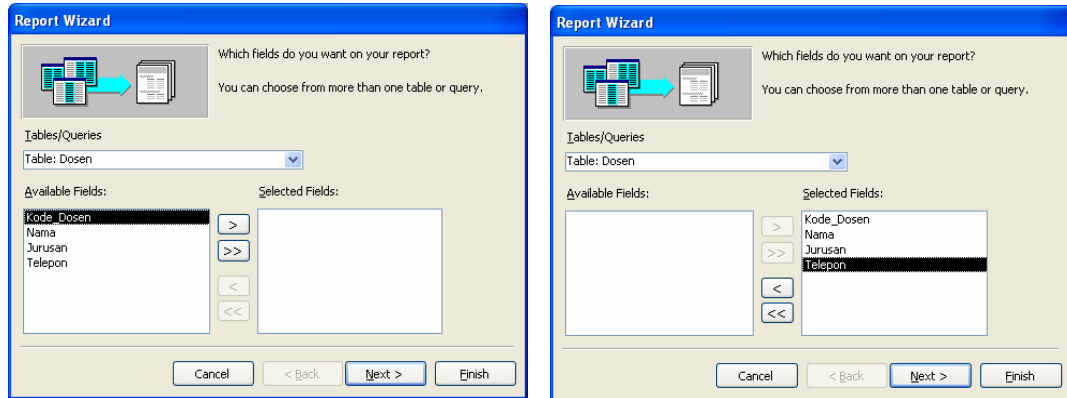 Report Wizard
Which fields do you want on your report?
You can choose from more than one table or query.
Tables/Queries
Table: Dosen
Available Fields:
Selected Fields:
Kode_Dosen
Nama
Jurusan
Telepon
>
>>
<
<<
Cancel
< Back
Next >
Finish
Report Wizard
Which fields do you want on your report?
You can choose from more than one table or query.
Tables/Queries
Table: Dosen
Available Fields:
Selected Fields:
>
>>
<
<<
Kode_Dosen
Nama
Jurusan
Telepon
Cancel
< Back
Next >
Finish